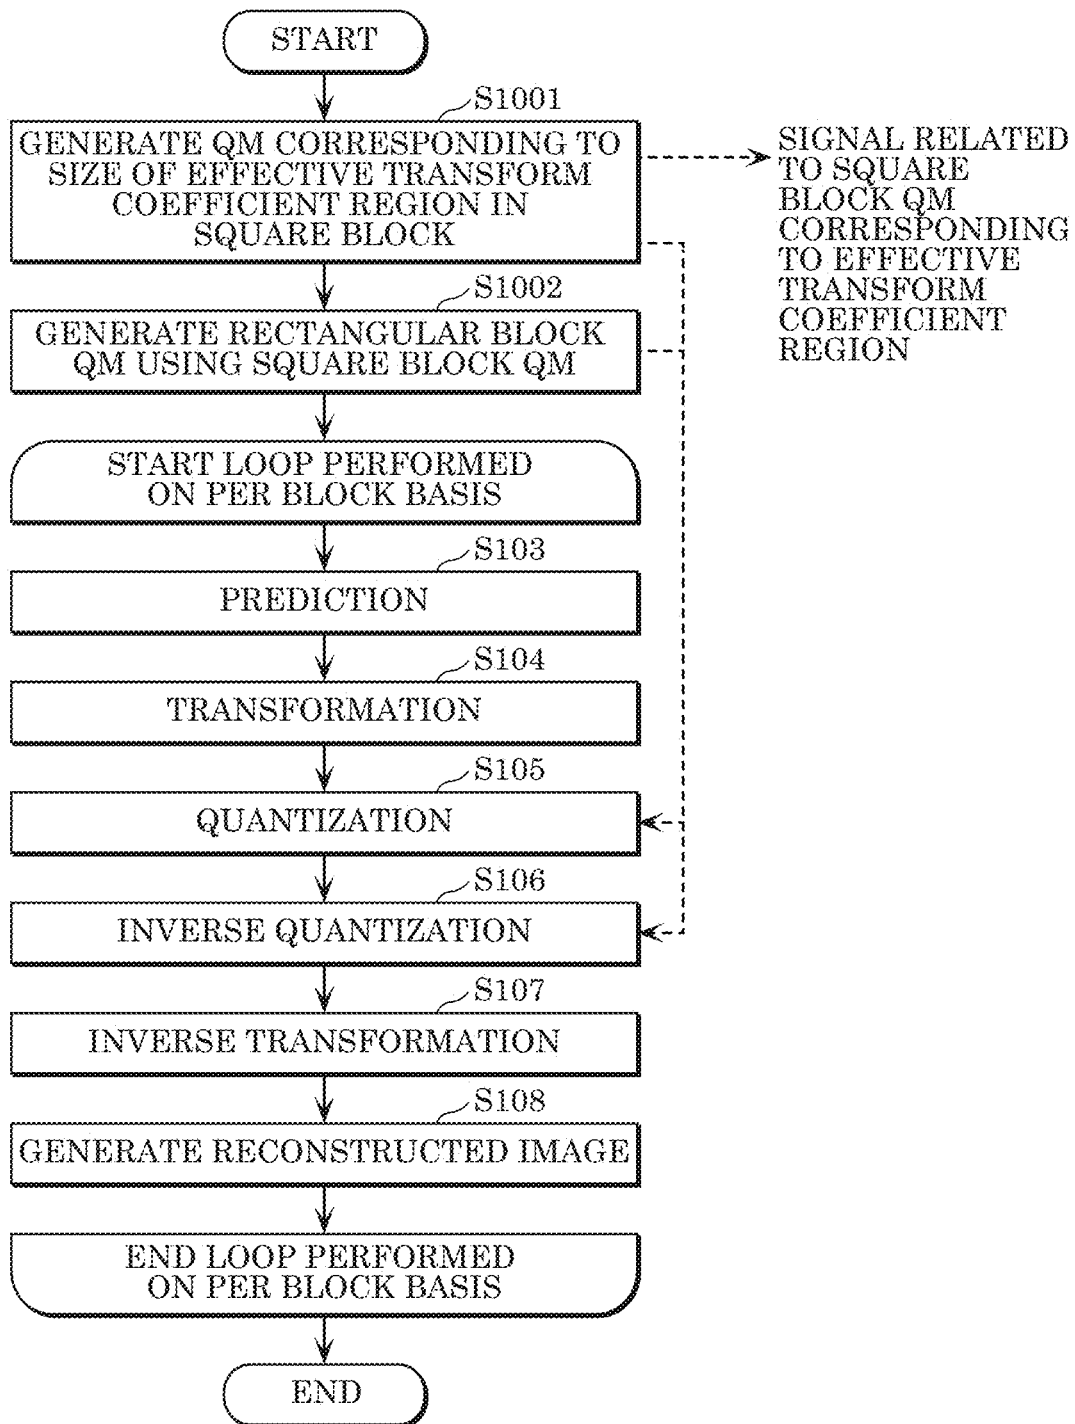 START
S1001
GENERATE QM CORRESPONDING TO
SIZE OF EFFECTIVE TRANSFORM
COEFFICIENT REGION IN
SQUARE BLOCK
SIGNAL RELATED
TO SQUARE
BLOCK QM
CORRESPONDING
TO EFFECTIVE
TRANSFORM
COEFFICIENT
REGION
S1002
GENERATE RECTANGULAR BLOCK
QM USING SQUARE BLOCK QM
START LOOP PERFORMED
ON PER BLOCK BASIS
S103
PREDICTION
S104
TRANSFORMATION
S105
QUANTIZATION
S106
INVERSE QUANTIZATION
S107
INVERSE TRANSFORMATION
S108
GENERATE RECONSTRUCTED IMAGE
END LOOP PERFORMED
ON PER BLOCK BASIS
END